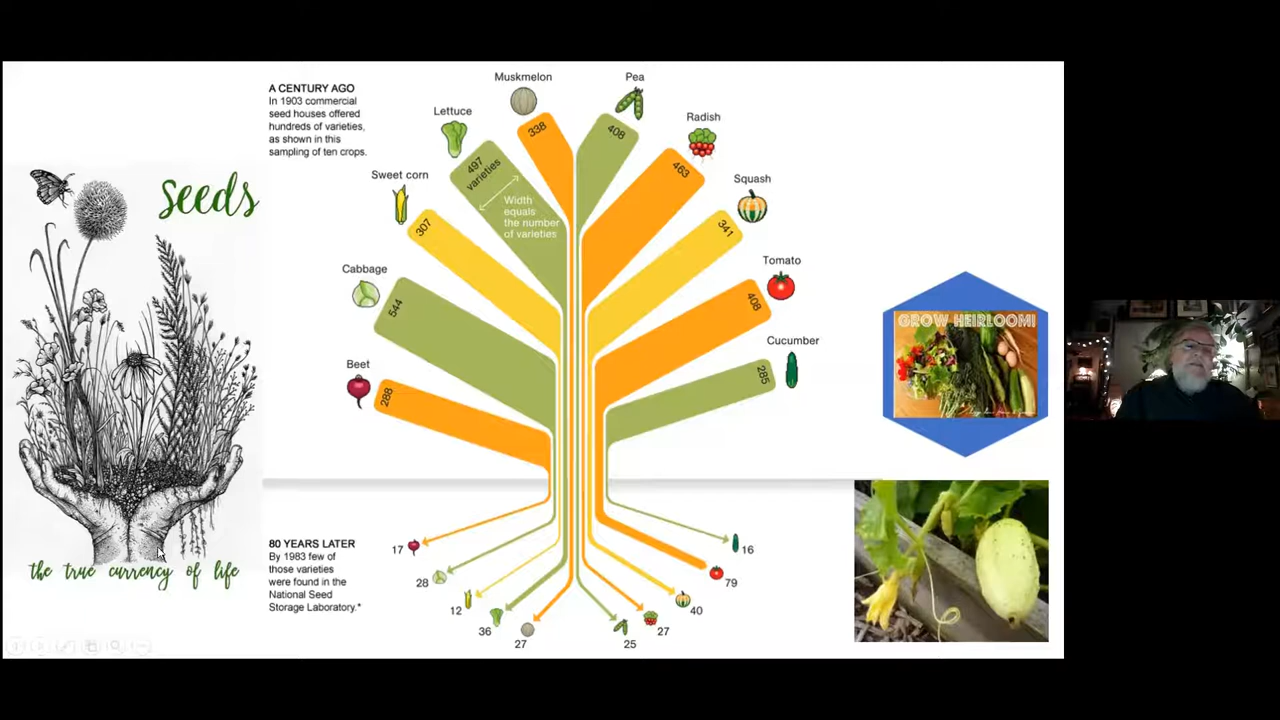 seeds
the true currency of life
A CENTURY AGO
In 1903 commercial
seed houses offered
hundreds of varieties,
as shown in this
sampling of ten crops.
Muskmelon
338
Pea
408
Lettuce
497
varieties
Width
equals
the number
of varieties
Radish
463
Sweet corn
307
Squash
341
Cabbage
544
Tomato
408
Beet
288
Cucumber
285
80 YEARS LATER
By 1983 few of
those varieties
were found in the
National Seed
Storage Laboratory.*
17
28
12
36
27
25
27
40
79
16
GROW HEIRLOOM!